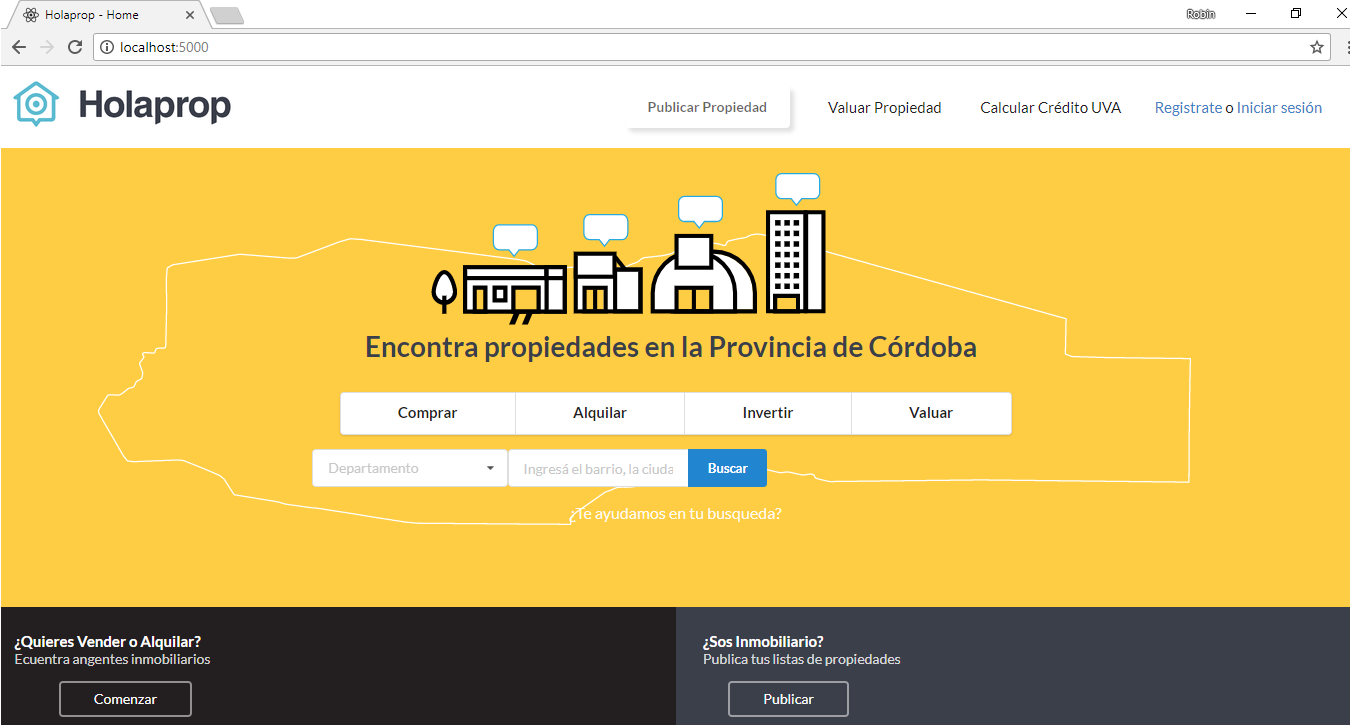 Holaprop - Home
Robin
localhost:5000
Holaprop
Publicar Propiedad
Valuar Propiedad
Calcular Crédito UVA
Registrate o Iniciar sesión
Encontra propiedades en la Provincia de Córdoba
Comprar
Alquilar
Invertir
Valuar
Departamento
Ingresá el barrio, la ciuda
Buscar
¿Te ayudamos en tu busqueda?
¿Quieres Vender o Alquilar?
Ecuentra angentes inmobiliarios
Comenzar
¿Sos Inmobiliario?
Publica tus listas de propiedades
Publicar